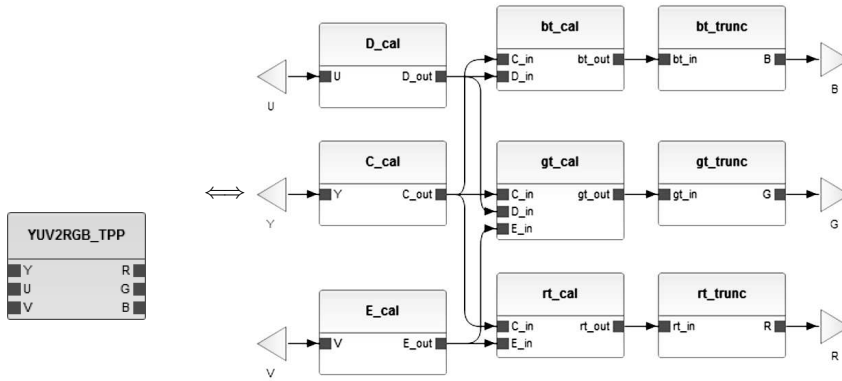 YUV2RGB_TPP
Y R
U G
V B
U
Y
V
D_cal
U D_out
C_cal
Y C_out
E_cal
V E_out
bt_cal
C_in bt_out
D_in
gt_cal
C_in gt_out
D_in
E_in
rt_cal
C_in rt_out
E_in
bt_trunc
bt_in B
gt_trunc
gt_in G
rt_trunc
rt_in R
B
G
R